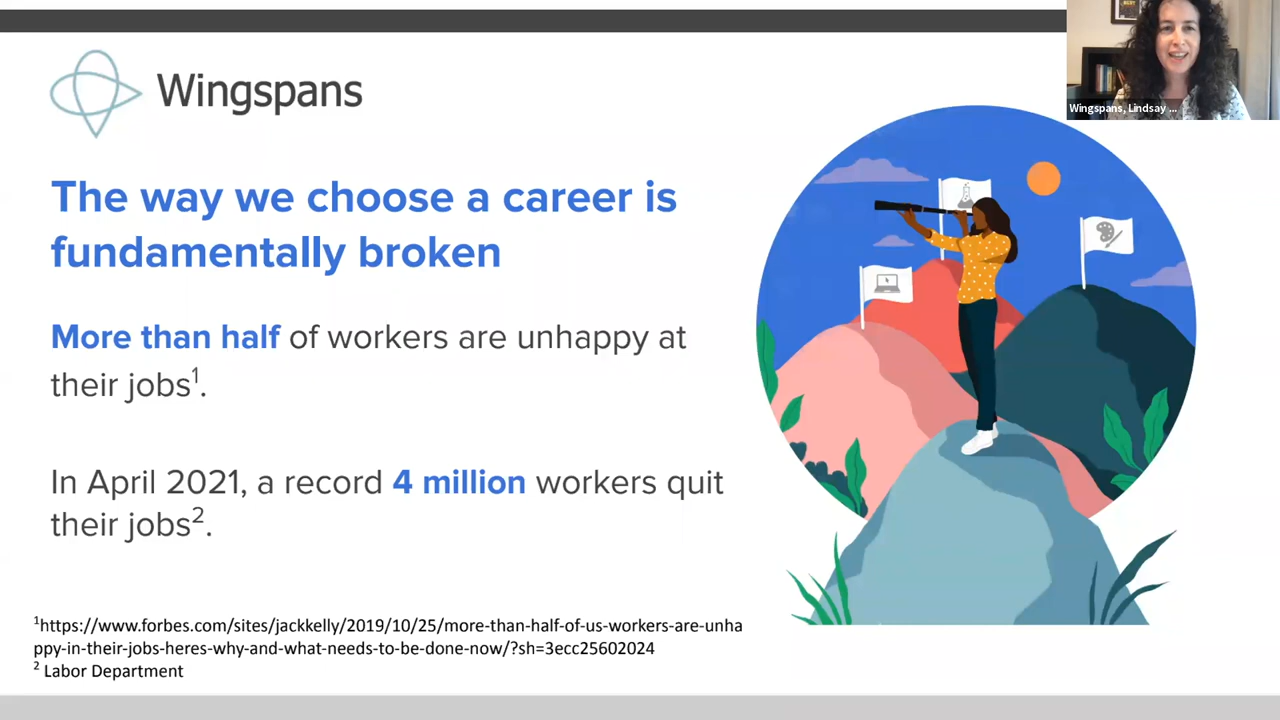 Wingspans
Wingspans, Lindsay ...
The way we choose a career is
fundamentally broken
More than half of workers are unhappy at
their jobs¹.
In April 2021, a record 4 million workers quit
their jobs².
¹https://www.forbes.com/sites/jackkelly/2019/10/25/more-than-half-of-us-workers-are-unha
ppy-in-their-jobs-heres-why-and-what-needs-to-be-done-now/?sh=3ecc25602024
² Labor Department